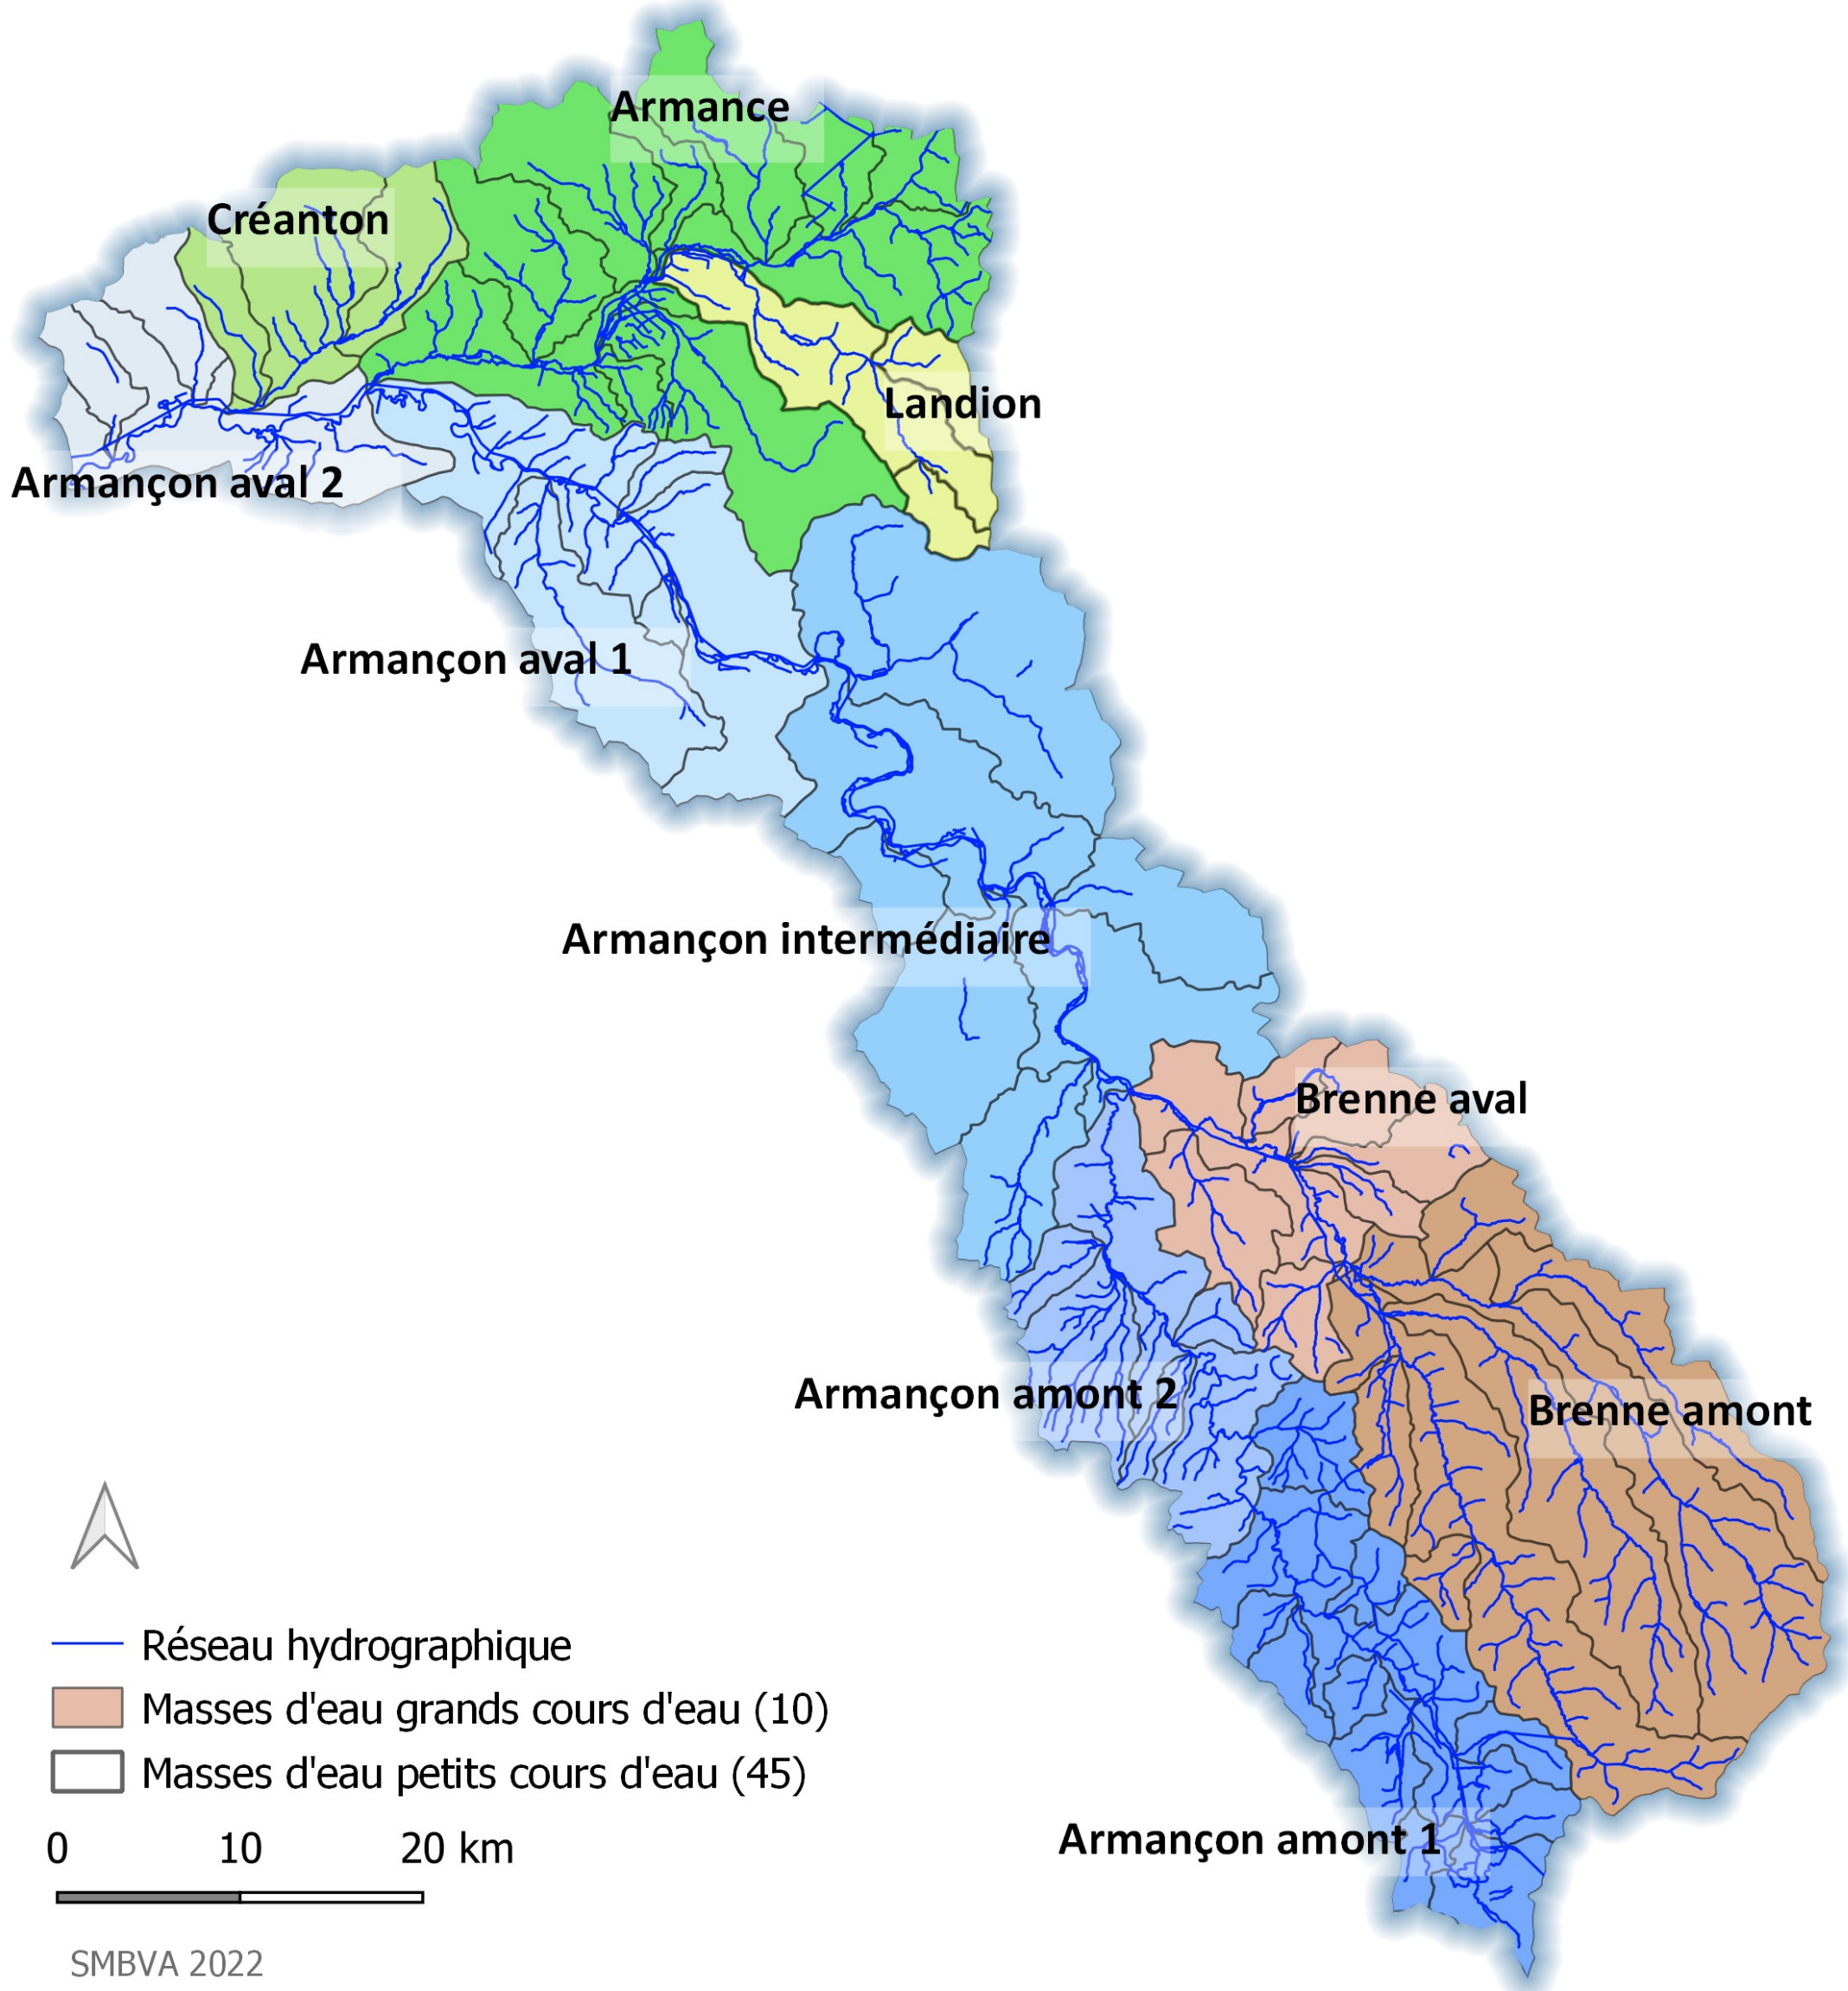 Armance
Créanton
Landion
Armançon aval 2
Armançon aval 1
Armançon intermédiaire
Brenne aval
Armançon amont 2
Brenne amont
Réseau hydrographique
Masses d'eau grands cours d'eau (10)
Masses d'eau petits cours d'eau (45)
Armançon amont 1
0 10 20 km
SMBVA 2022